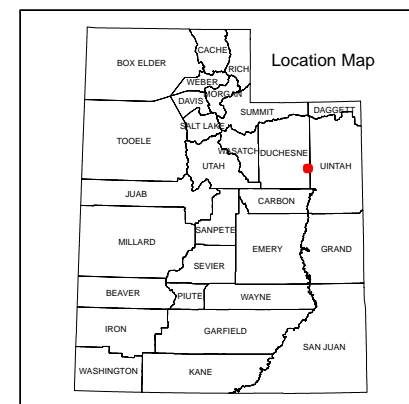 Location Map
CACHE
BOX ELDER
RICH
WEBER
MORGAN
DAVIS
SUMMIT
DAGGETT
SALT LAKE
TOOELE
WASATCH
DUCHESNE
UTAH
UINTAH
JUAB
CARBON
SANPETE
MILLARD
EMERY
GRAND
SEVIER
BEAVER
PIUTE
WAYNE
IRON
GARFIELD
SAN JUAN
WASHINGTON
KANE